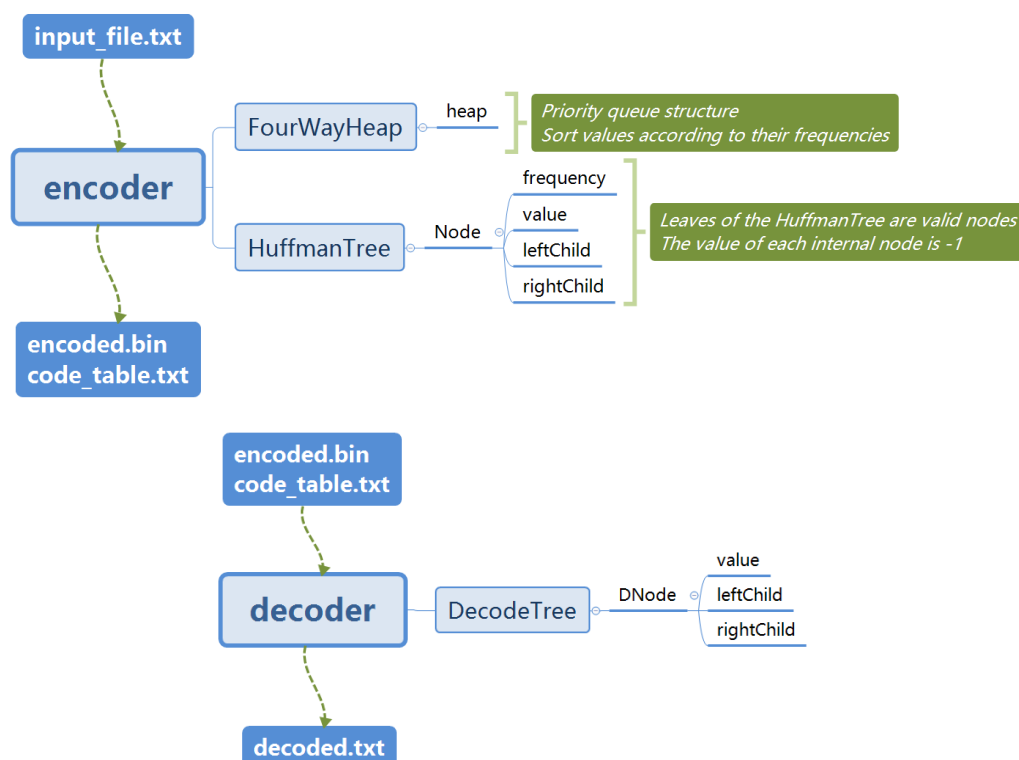 input_file.txt
FourWayHeap
heap
Priority queue structure
Sort values according to their frequencies
encoder
HuffmanTree
Node
frequency
value
leftChild
rightChild
Leaves of the HuffmanTree are valid nodes
The value of each internal node is -1
encoded.bin
code_table.txt
encoded.bin
code_table.txt
decoder
DecodeTree
DNode
value
leftChild
rightChild
decoded.txt